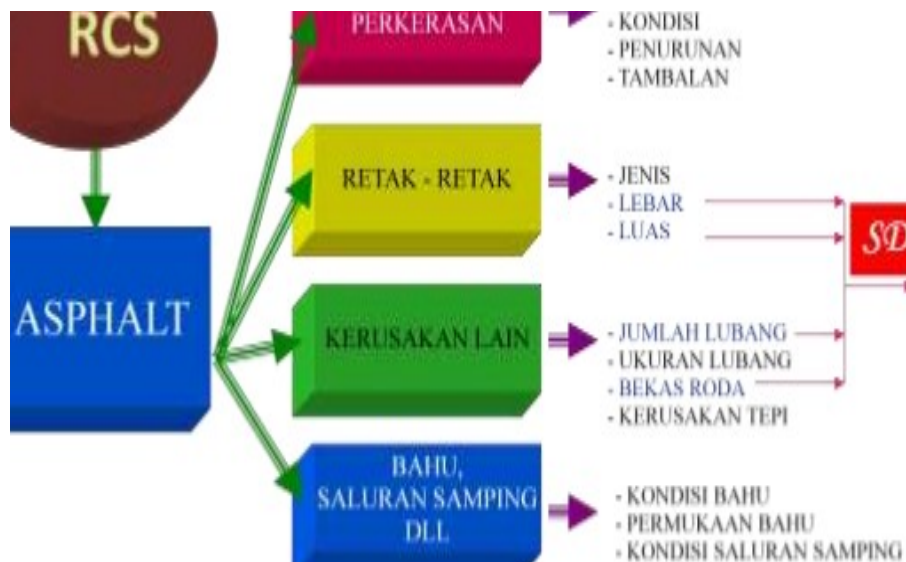 RCS
PERKERASAN
- KONDISI
- PENURUNAN
- TAMBALAN
RETAK - RETAK
- JENIS
- LEBAR
- LUAS
SD
ASPHALT
KERUSAKAN LAIN
- JUMLAH LUBANG
- UKURAN LUBANG
- BEKAS RODA
- KERUSAKAN TEPI
BAHU,
SALURAN SAMPING
DLL
- KONDISI BAHU
- PERMUKAAN BAHU
- KONDISI SALURAN SAMPING